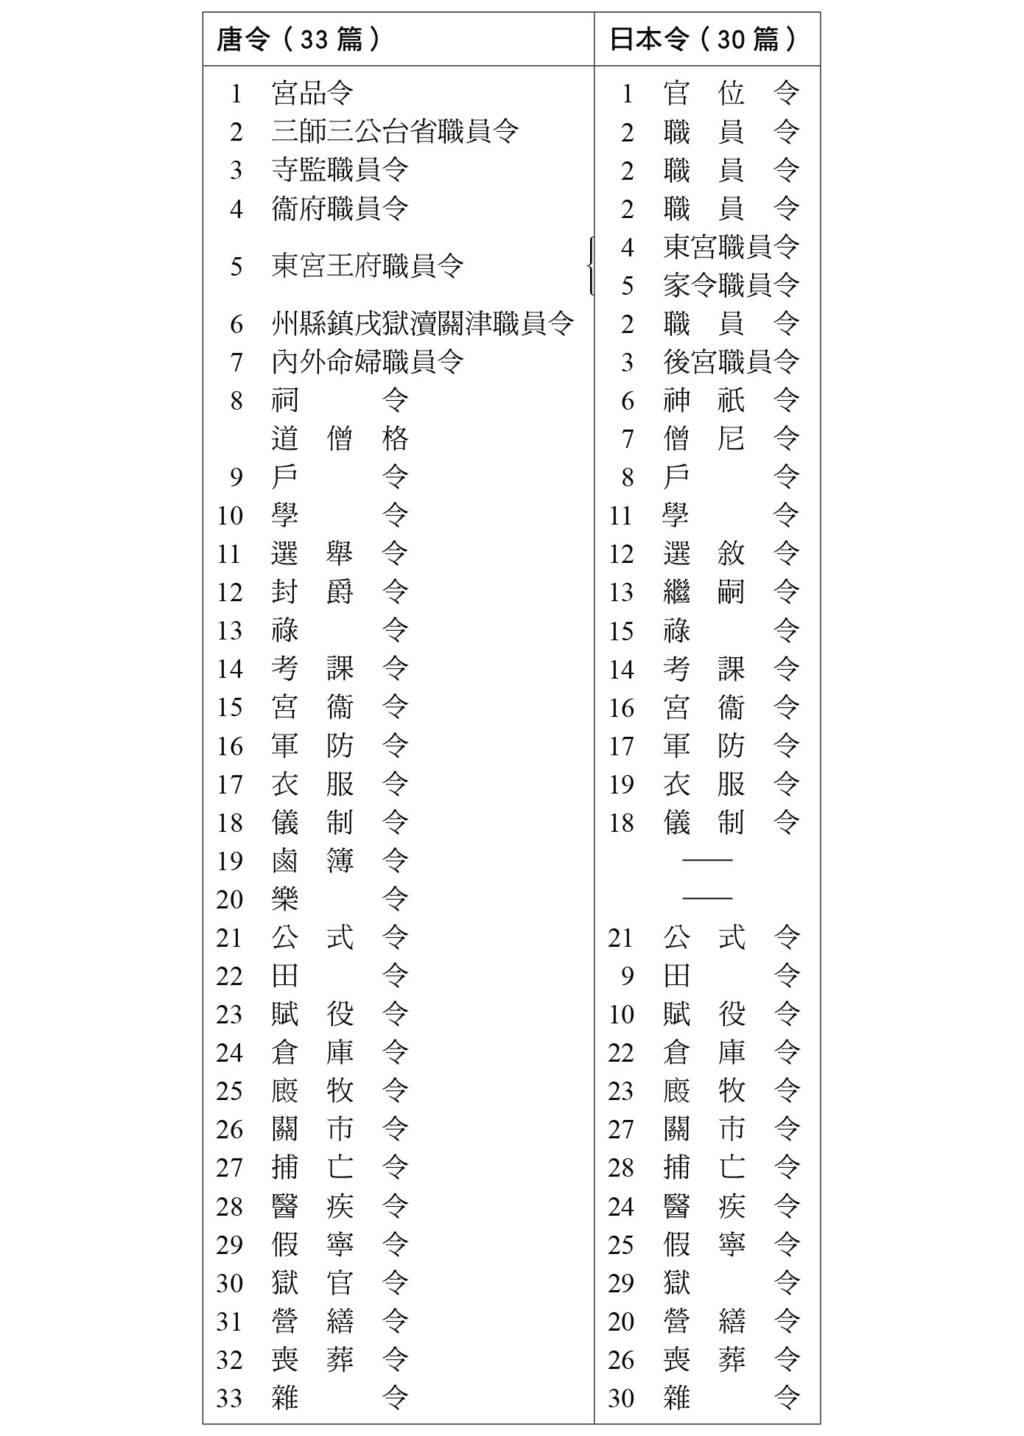 唐令（33 篇） 日本令（30 篇）
1 宮品令 1 官位令
2 三師三公台省職員令 2 職員令
3 寺監職員令 2 職員令
4 衞府職員令 2 職員令
5 東宮王府職員令 4 東宮職員令
5 家令職員令
6 州縣鎮戌獄瀆關津職員令 2 職員令
7 內外命婦職員令 3 後宮職員令
8 祠令 6 神祇令
道僧格 7 僧尼令
9 戶令 8 戶令
10 學令 11 學令
11 選舉令 12 選敘令
12 封爵令 13 繼嗣令
13 祿令 15 祿令
14 考課令 14 考課令
15 宮衞令 16 宮衞令
16 軍防令 17 軍防令
17 衣服令 19 衣服令
18 儀制令 18 儀制令
19 鹵簿令 ——
20 樂令 ——
21 公式令 21 公式令
22 田令 9 田令
23 賦役令 10 賦役令
24 倉庫令 22 倉庫令
25 廄牧令 23 廄牧令
26 關市令 27 關市令
27 捕亡令 28 捕亡令
28 醫疾令 24 醫疾令
29 假寧令 25 假寧令
30 獄官令 29 獄令
31 營繕令 20 營繕令
32 喪葬令 26 喪葬令
33 雜令 30 雜令